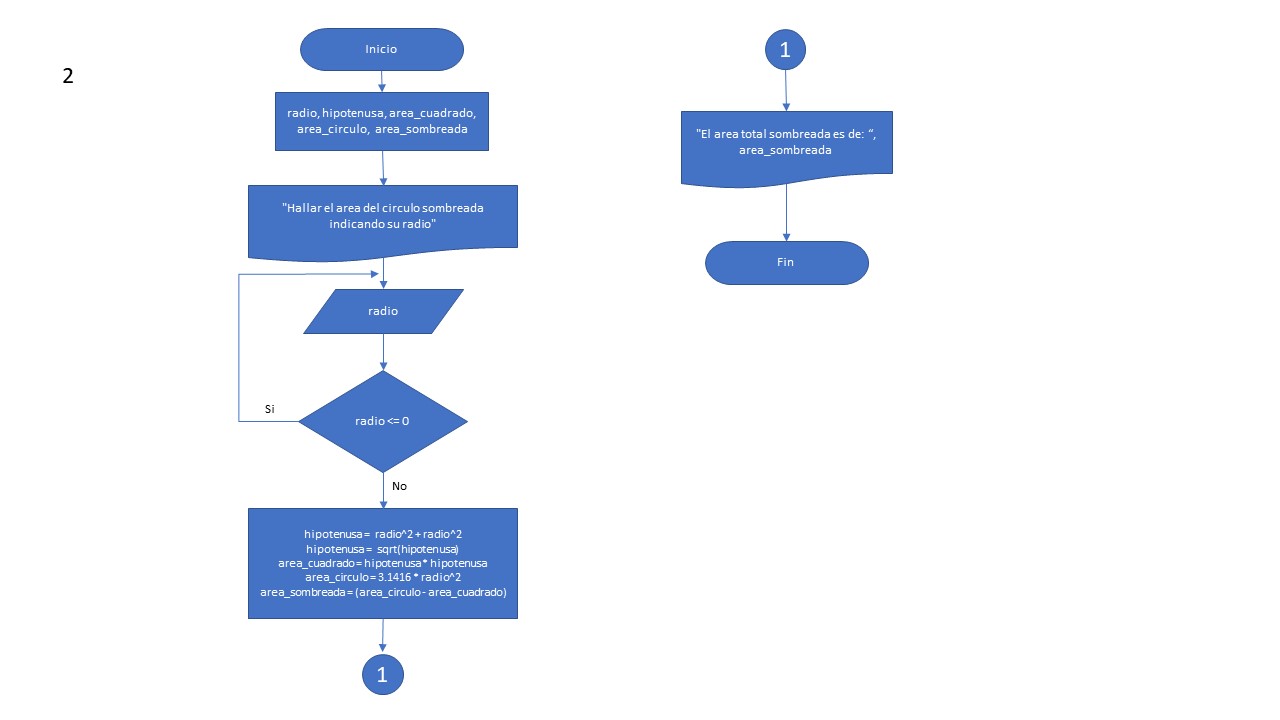 2
Inicio
radio, hipotenusa, area_cuadrado,
area_circulo, area_sombreada
"Hallar el area del circulo sombreada
indicando su radio"
radio
radio <= 0
Si
No
hipotenusa = radio^2 + radio^2
hipotenusa = sqrt(hipotenusa)
area_cuadrado = hipotenusa * hipotenusa
area_circulo = 3.1416 * radio^2
area_sombreada = (area_circulo - area_cuadrado)
1
1
"El area total sombreada es de: “,
area_sombreada
Fin